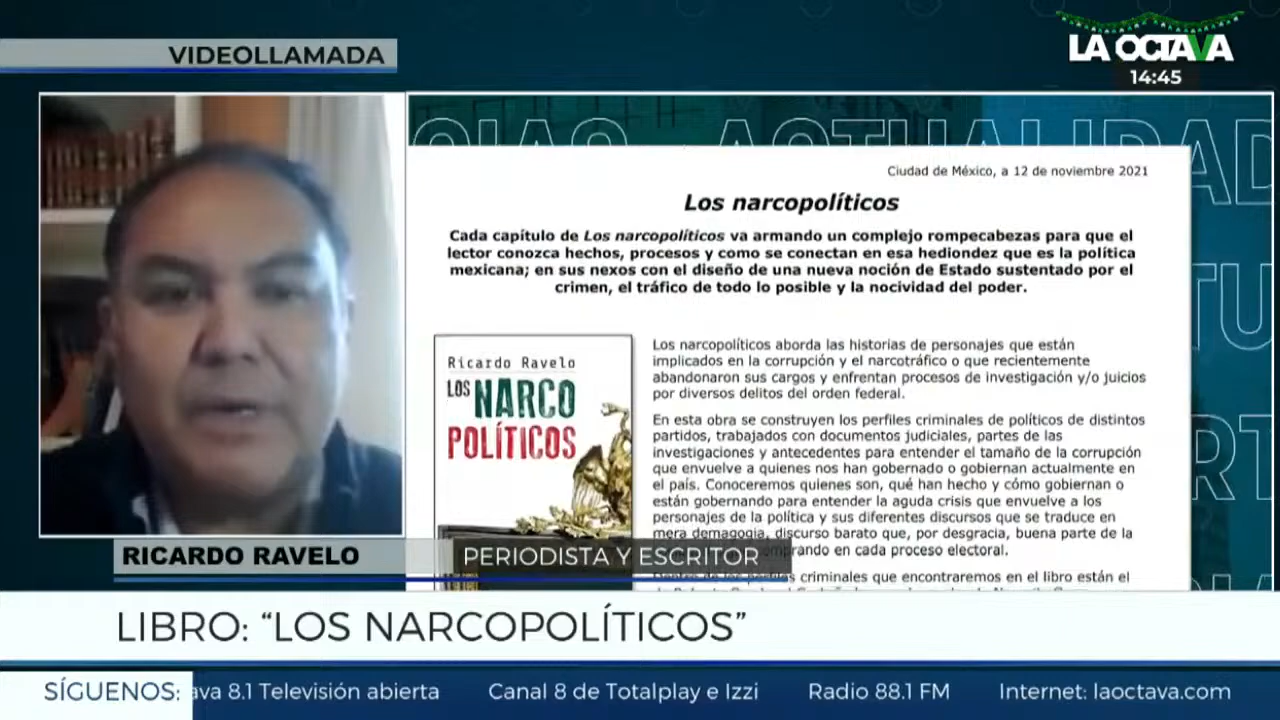 VIDEOLLAMADA
LA OCTAVA
14:45
ACTUALIDAD
Ciudad de México, a 12 de noviembre 2021
Los narcopolíticos
Cada capítulo de Los narcopolíticos va armando un complejo rompecabezas para que el
lector conozca hechos, procesos y como se conectan en esa hediondez que es la política
mexicana; en sus nexos con el diseño de una nueva noción de Estado sustentado por el
crimen, el tráfico de todo lo posible y la nocividad del poder.
Ricardo Ravelo
LOS NARCO
POLÍTICOS
Los narcopolíticos aborda las historias de personajes que están
implicados en la corrupción y el narcotráfico o que recientemente
abandonaron sus cargos y enfrentan procesos de investigación y/o juicios
por diversos delitos del orden federal.
En esta obra se construyen los perfiles criminales de políticos de distintos
partidos, trabajados con documentos judiciales, partes de las
investigaciones y antecedentes para entender el tamaño de la corrupción
que envuelve a quienes nos han gobernado o gobiernan actualmente en
el país. Conoceremos quienes son, qué han hecho y cómo gobiernan o
están gobernando para entender la aguda crisis que envuelve a los
personajes de la política y sus diferentes discursos que se traduce en
mera demagogia, discurso barato que, por desgracia, buena parte de la
prando en cada proceso electoral.
criminales que encontraremos en el libro están el
RICARDO RAVELO
PERIODISTA Y ESCRITOR
LIBRO: “LOS NARCOPOLÍTICOS”
SÍGUENOS: ava 8.1 Televisión abierta Canal 8 de Totalplay e Izzi Radio 88.1 FM Internet: laoctava.com